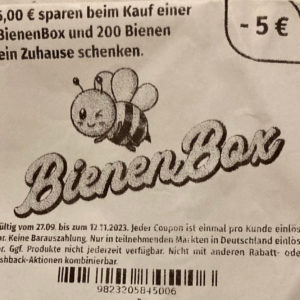 5,00 € sparen beim Kauf einer
BienenBox und 200 Bienen
ein Zuhause schenken.
- 5 €
BienenBox
ültig vom 27.09. bis zum 12.11.2023. Jeder Coupon ist einmal pro Kunde einlös
ar. Keine Barauszahlung. Nur in teilnehmenden Märkten in Deutschland einlös
ar. Ggf. Produkte nicht jederzeit verfügbar. Nicht mit anderen Rabatt- ode
ashback-Aktionen kombinierbar.
9823205845006